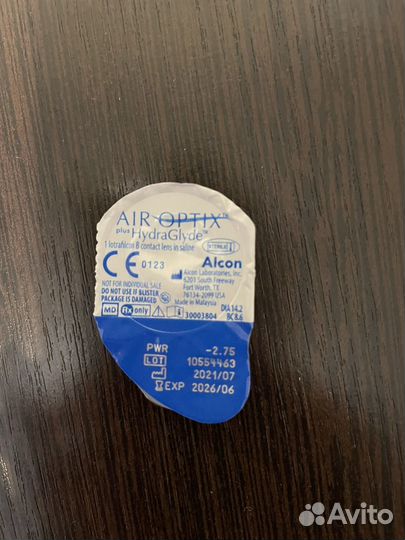 AIR OPTIX™
plus HydraGlyde™
1 lotrafilcon B contact lens in saline
STERILE
CE 0123
Alcon
Alcon Laboratories, Inc.
6201 South Freeway
Fort Worth, TX
76134-2099 USA
Made in Malaysia
NOT FOR INDIVIDUAL SALE
DO NOT USE IF BLISTER
PACKAGE IS DAMAGED
MD Rx only
30003804
DIA 14.2
BC 8.6
PWR -2.75
LOT 10554463
2021/07
EXP 2026/06
Avito